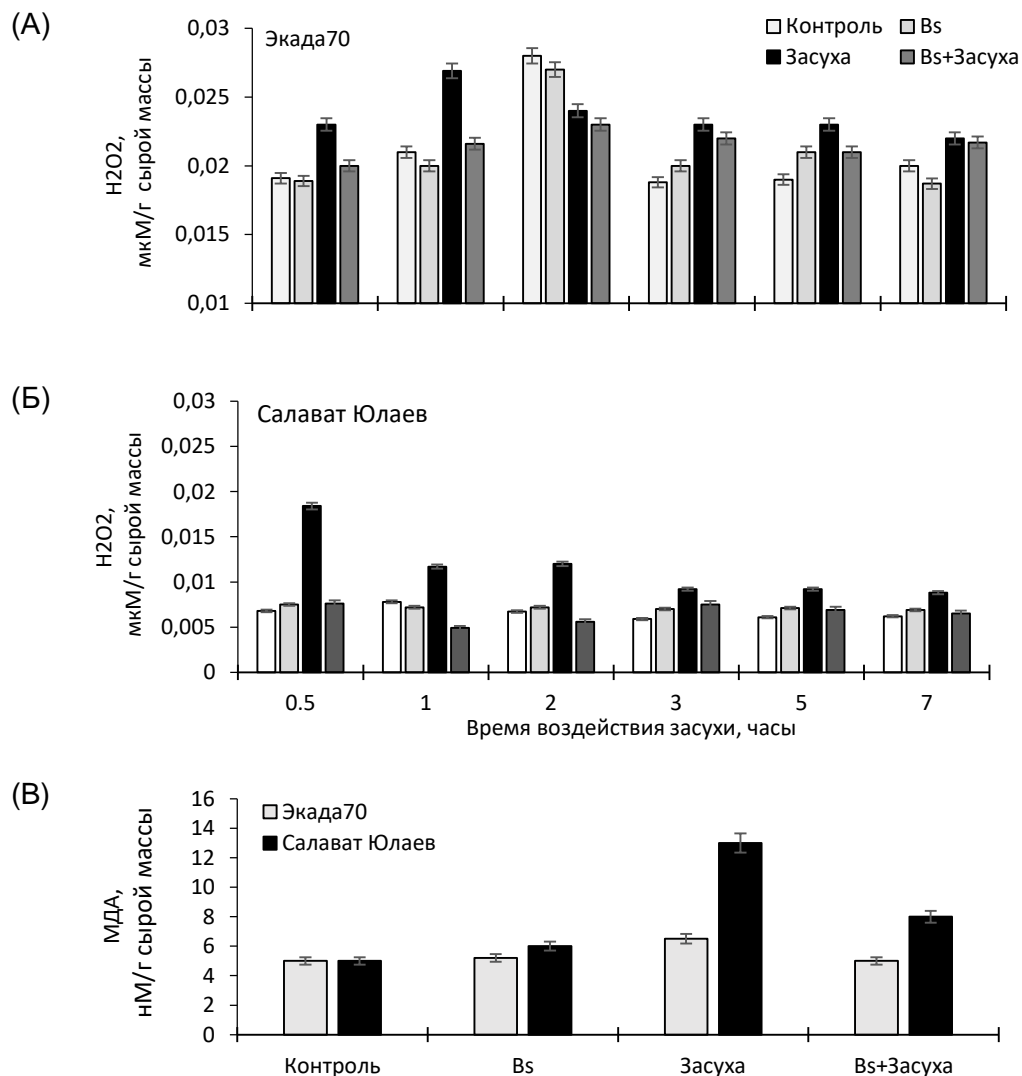 (А)
Экада70
Контроль
Bs
Засуха
Bs+Засуха
H2O2,
мкМ/г сырой массы
0,03
0,025
0,02
0,015
0,01
(Б)
Салават Юлаев
H2O2,
мкМ/г сырой массы
0,03
0,025
0,02
0,015
0,01
0,005
0
0.5 1 2 3 5 7
Время воздействия засухи, часы
(В)
Экада70
Салават Юлаев
МДА,
нМ/г сырой массы
16
14
12
10
8
6
4
2
0
Контроль Bs Засуха Bs+Засуха